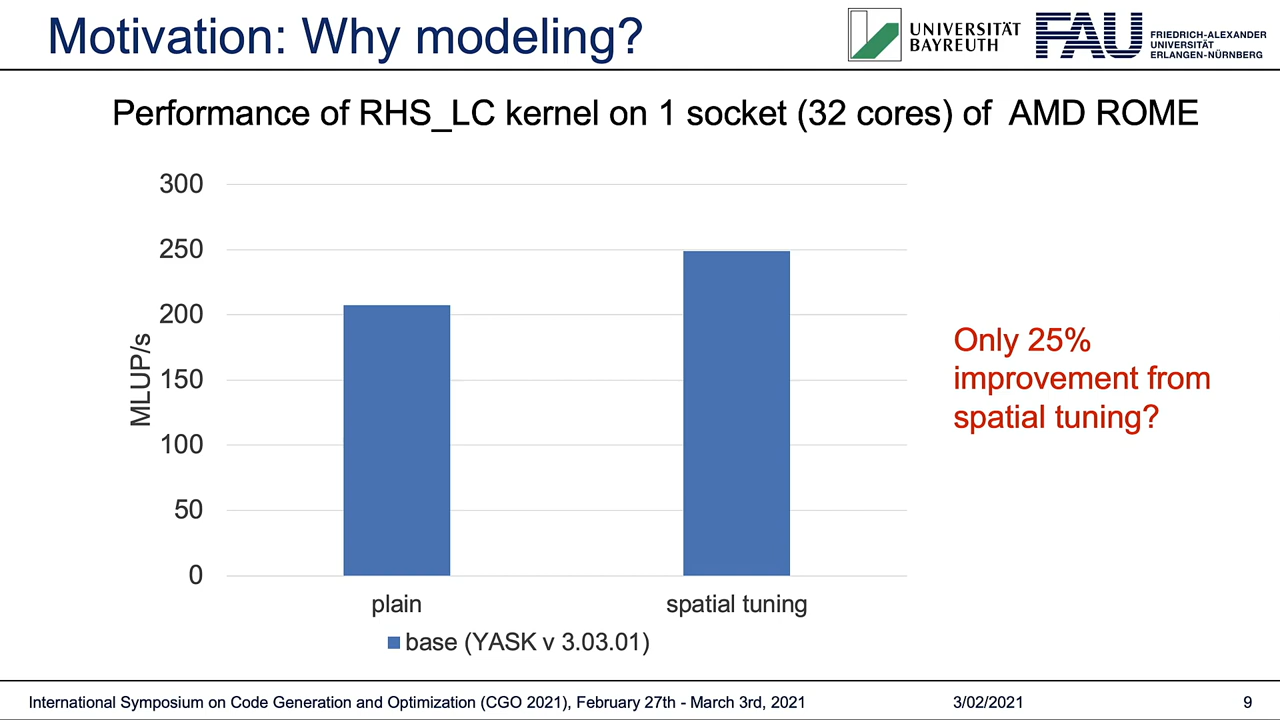 Motivation: Why modeling?
UNIVERSITÄT
BAYREUTH
FAU
FRIEDRICH-ALEXANDER
UNIVERSITÄT
ERLANGEN-NÜRNBERG
Performance of RHS_LC kernel on 1 socket (32 cores) of AMD ROME
300
250
200
150
100
50
0
MLUP/s
plain
spatial tuning
base (YASK v 3.03.01)
Only 25%
improvement from
spatial tuning?
International Symposium on Code Generation and Optimization (CGO 2021), February 27th - March 3rd, 2021
3/02/2021
9